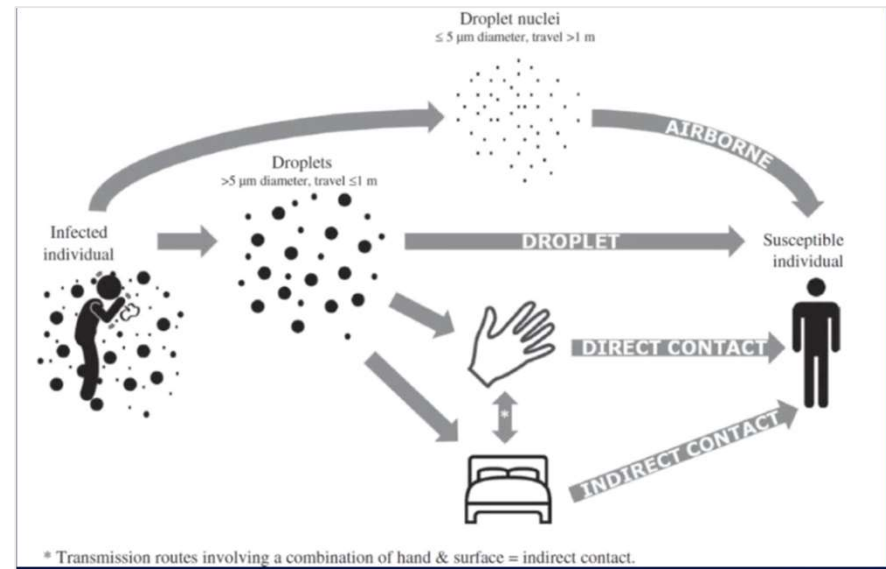 Droplet nuclei
≤ 5 μm diameter, travel >1 m
AIRBORNE
Droplets
>5 μm diameter, travel ≤1 m
Infected
individual
DROPLET
Susceptible
individual
DIRECT CONTACT
*
INDIRECT CONTACT
* Transmission routes involving a combination of hand & surface = indirect contact.